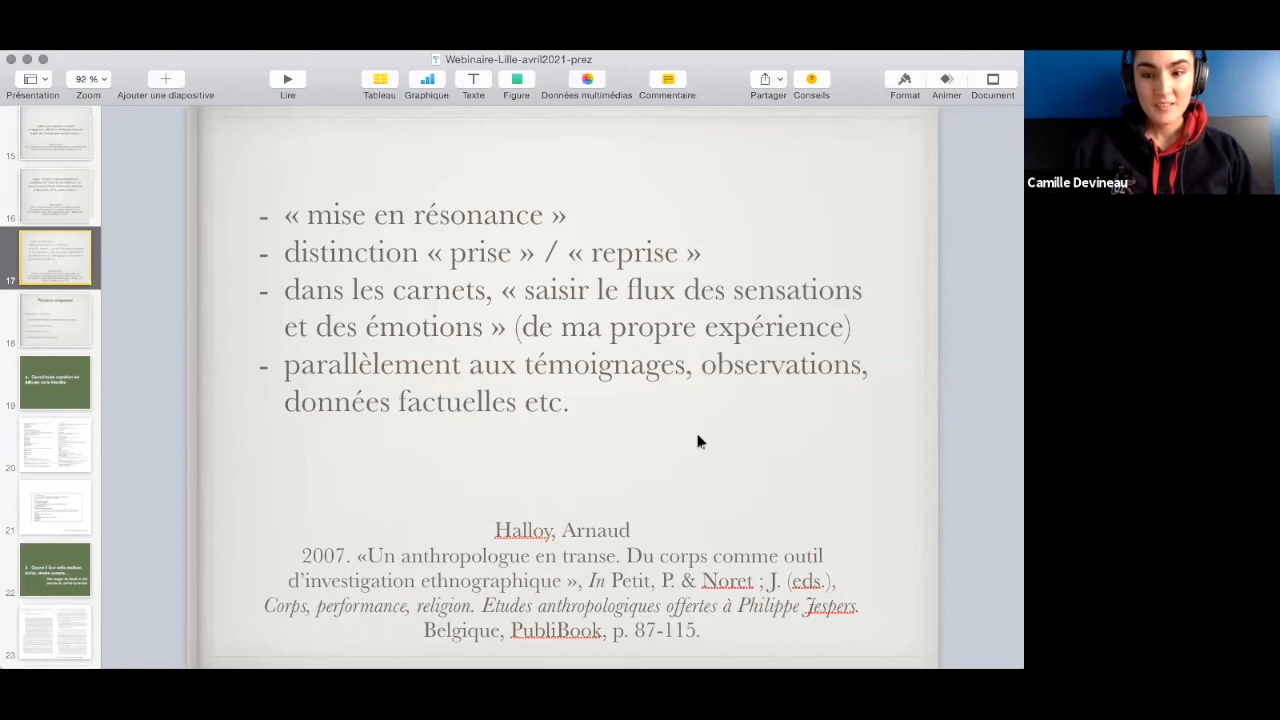 Webinaire-Lille-avril2021-prez
92 %
Présentation Zoom Ajouter une diapositive Lire Tableau Graphique Texte Figure Données multimédias Commentaire Partager Conseils Format Animer Document
Camille Devineau
- « mise en résonance »
- distinction « prise » / « reprise »
- dans les carnets, « saisir le flux des sensations
et des émotions » (de ma propre expérience)
- parallèlement aux témoignages, observations,
données factuelles etc.
Halloy, Arnaud
2007. «Un anthropologue en transe. Du corps comme outil
d’investigation ethnographique », In Petit, P. & Noret ; J. (eds.),
Corps, performance, religion. Etudes anthropologiques offertes à Philippe Jespers.
Belgique, PubliBook, p. 87-115.
15
16
17
18
19
20
21
22
23